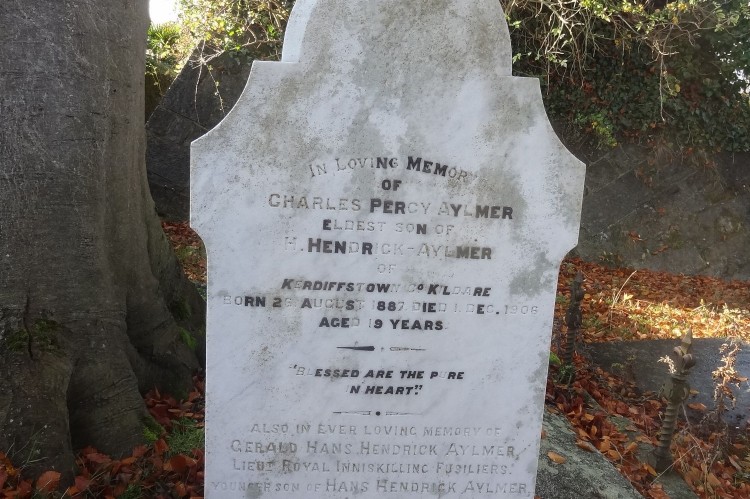 IN LOVING MEMORY
OF
CHARLES PERCY AYLMER
ELDEST SON OF
H. HENDRICK-AYLMER
OF
KERDIFFSTOWN CO KILDARE
BORN 26 AUGUST 1887 DIED 1 DEC. 1906
AGED 19 YEARS.
"BLESSED ARE THE PURE
IN HEART."
ALSO IN EVER LOVING MEMORY OF
GERALD HANS HENDRICK AYLMER,
LIEUT ROYAL INNISKILLING FUSILIERS.
YOUNGER SON OF HANS HENDRICK AYLMER,